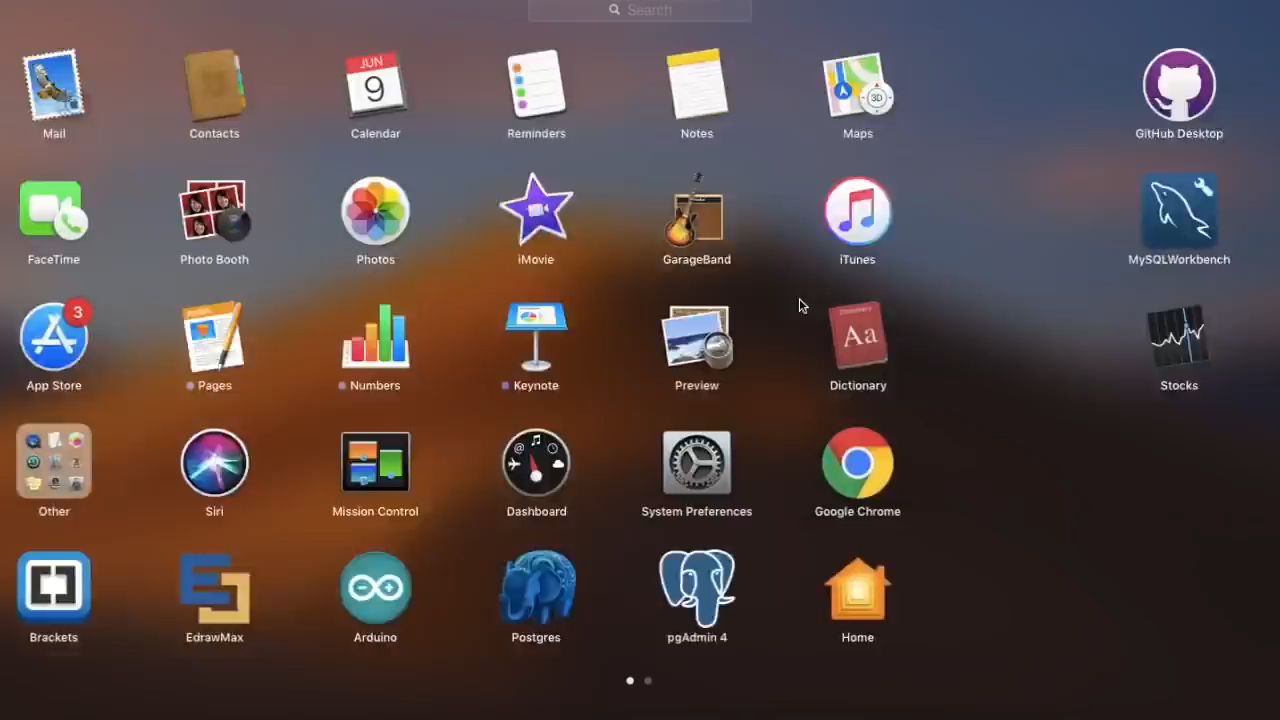 Search
Mail Contacts Calendar Reminders Notes Maps GitHub Desktop
JUN
9
3D
FaceTime Photo Booth Photos iMovie GarageBand iTunes MySQLWorkbench
3
Aa
App Store Pages Numbers Keynote Preview Dictionary Stocks
Other Siri Mission Control Dashboard System Preferences Google Chrome
Brackets EdrawMax Arduino Postgres pgAdmin 4 Home